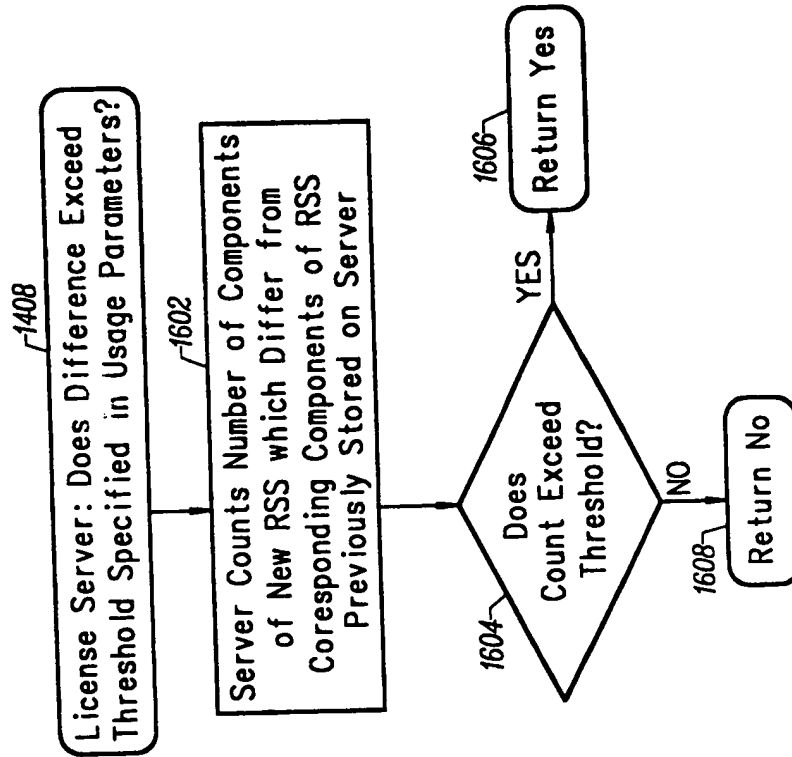 1408
License Server: Does Difference Exceed
Threshold Specified in Usage Parameters?
1602
Server Counts Number of Components
of New RSS which Differ from
Coresponding Components of RSS
Previously Stored on Server
1604
Does
Count Exceed
Threshold?
YES
1606
Return Yes
NO
1608
Return No